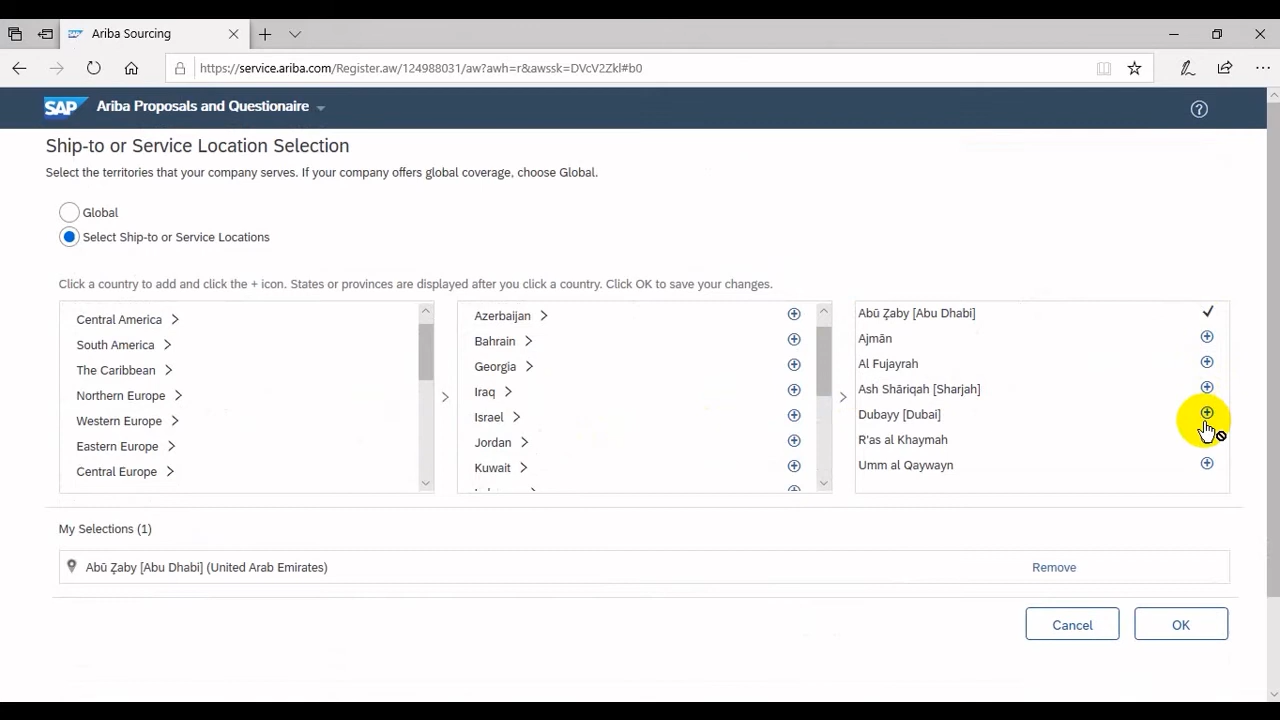 Ariba Sourcing
https://service.ariba.com/Register.aw/124988031/aw?awh=r&awssk=DVcV2Zkl#b0
SAP Ariba Proposals and Questionaire
Ship-to or Service Location Selection
Select the territories that your company serves. If your company offers global coverage, choose Global.
Global
Select Ship-to or Service Locations
Click a country to add and click the + icon. States or provinces are displayed after you click a country. Click OK to save your changes.
Central America
South America
The Caribbean
Northern Europe
Western Europe
Eastern Europe
Central Europe
Azerbaijan
Bahrain
Georgia
Iraq
Israel
Jordan
Kuwait
Abū Z̧aby [Abu Dhabi]
Ajmān
Al Fujayrah
Ash Shāriqah [Sharjah]
Dubayy [Dubai]
R'as al Khaymah
Umm al Qaywayn
My Selections (1)
Abū Z̧aby [Abu Dhabi] (United Arab Emirates) Remove
Cancel OK